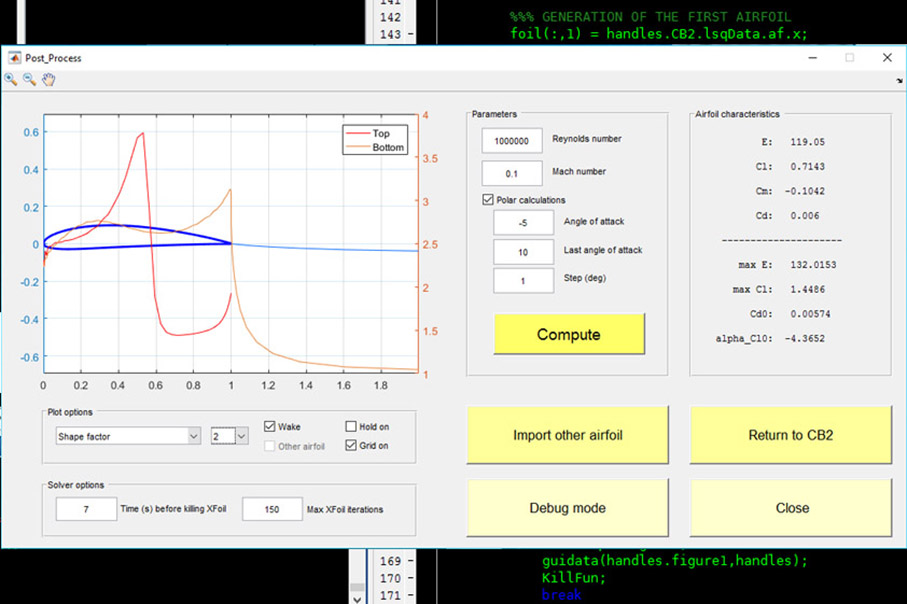 141
142
%%% GENERATION OF THE FIRST AIRFOIL
143 -
foil(:,1) = handles.CB2.lsqData.af.x;
Post_Process
Top
Bottom
0.6
0.4
0.2
0
-0.2
-0.4
-0.6
4
3.5
3
2.5
2
1.5
1
0 0.2 0.4 0.6 0.8 1 1.2 1.4 1.6 1.8
Parameters
1000000 Reynolds number
0.1 Mach number
Polar calculations
-5 Angle of attack
10 Last angle of attack
1 Step (deg)
Compute
Airfoil characteristics
E: 119.05
Cl: 0.7143
Cm: -0.1042
Cd: 0.006
----------------------
max E: 132.0153
max Cl: 1.4486
Cd0: 0.00574
alpha_Cl0: -4.3652
Plot options
Shape factor 2 Wake Hold on
Other airfoil Grid on
Solver options
7 Time (s) before killing XFoil 150 Max XFoil iterations
Import other airfoil
Return to CB2
Debug mode
Close
169 -
guidata(handles.figure1,handles);
170 -
KillFun;
171 -
break